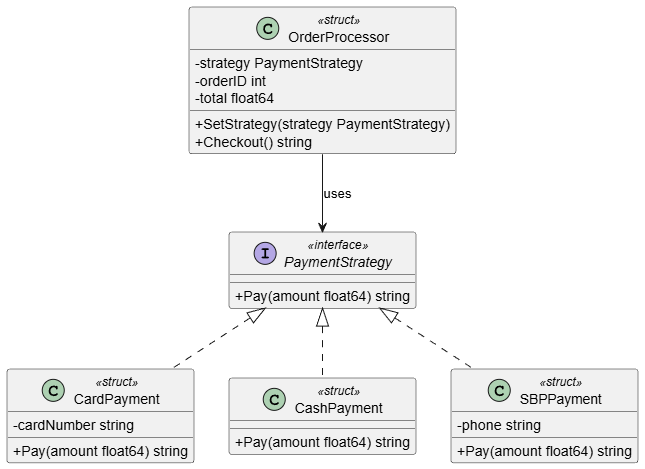 C
«struct»
OrderProcessor
-strategy PaymentStrategy
-orderID int
-total float64
+SetStrategy(strategy PaymentStrategy)
+Checkout() string
uses
I
«interface»
PaymentStrategy
+Pay(amount float64) string
C
«struct»
CardPayment
-cardNumber string
+Pay(amount float64) string
C
«struct»
CashPayment
+Pay(amount float64) string
C
«struct»
SBPPayment
-phone string
+Pay(amount float64) string